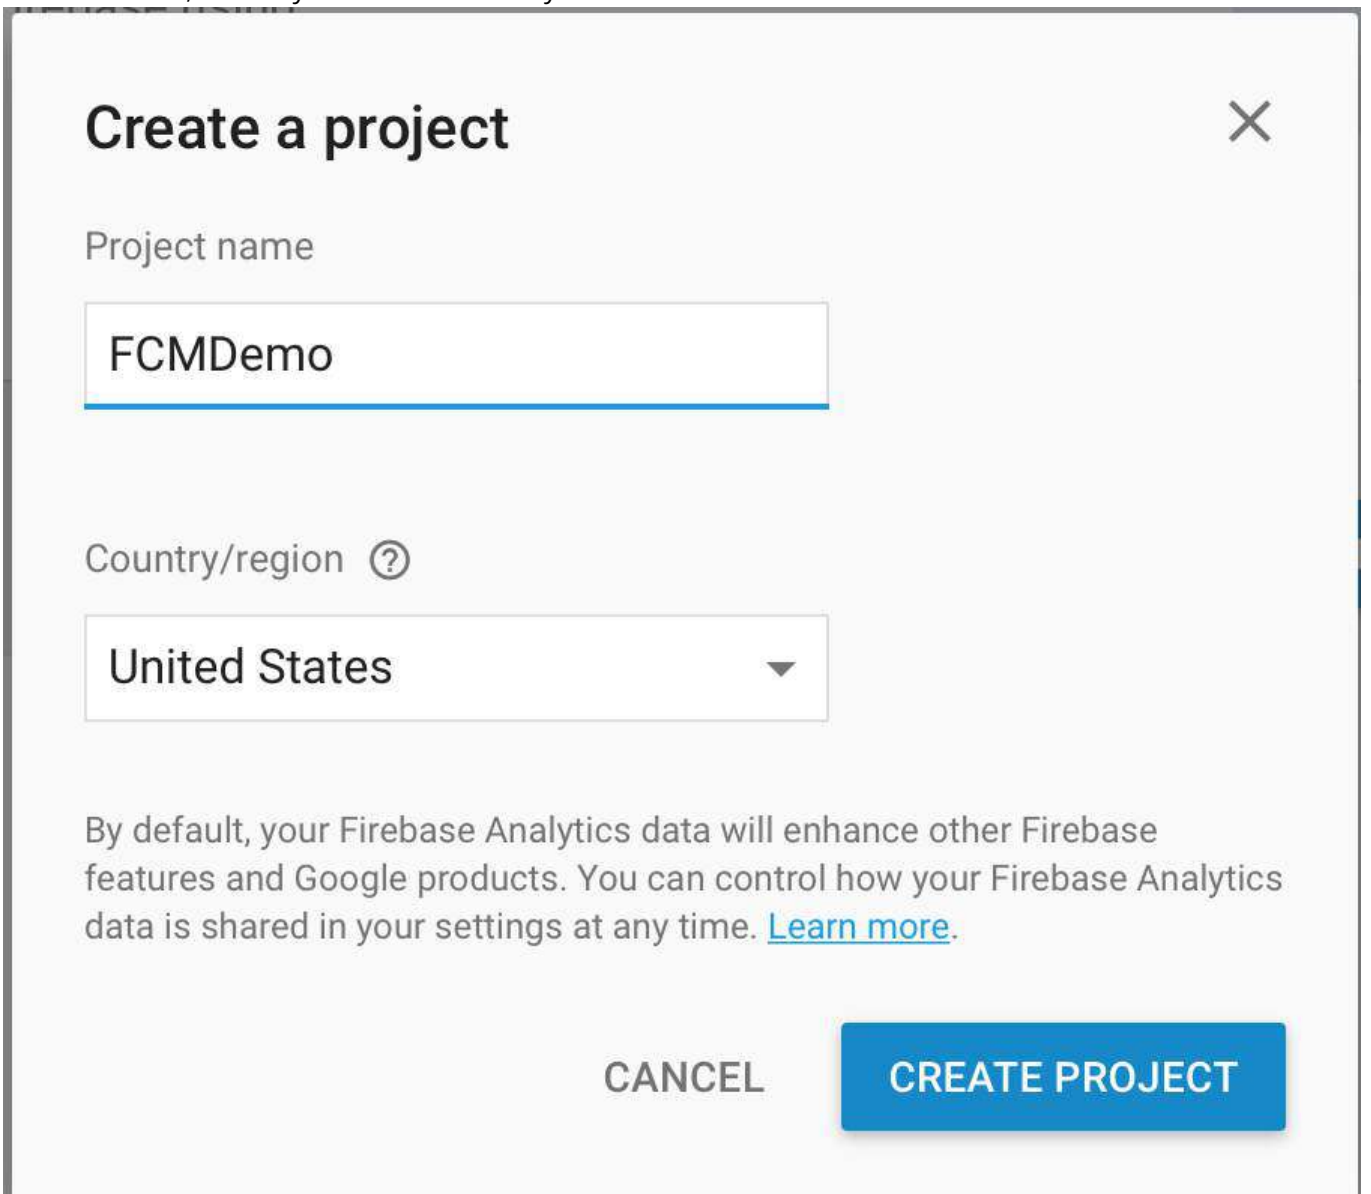 Create a project
Project name
FCMDemo
Country/region ?
United States
By default, your Firebase Analytics data will enhance other Firebase
features and Google products. You can control how your Firebase Analytics
data is shared in your settings at any time. Learn more.
CANCEL
CREATE PROJECT